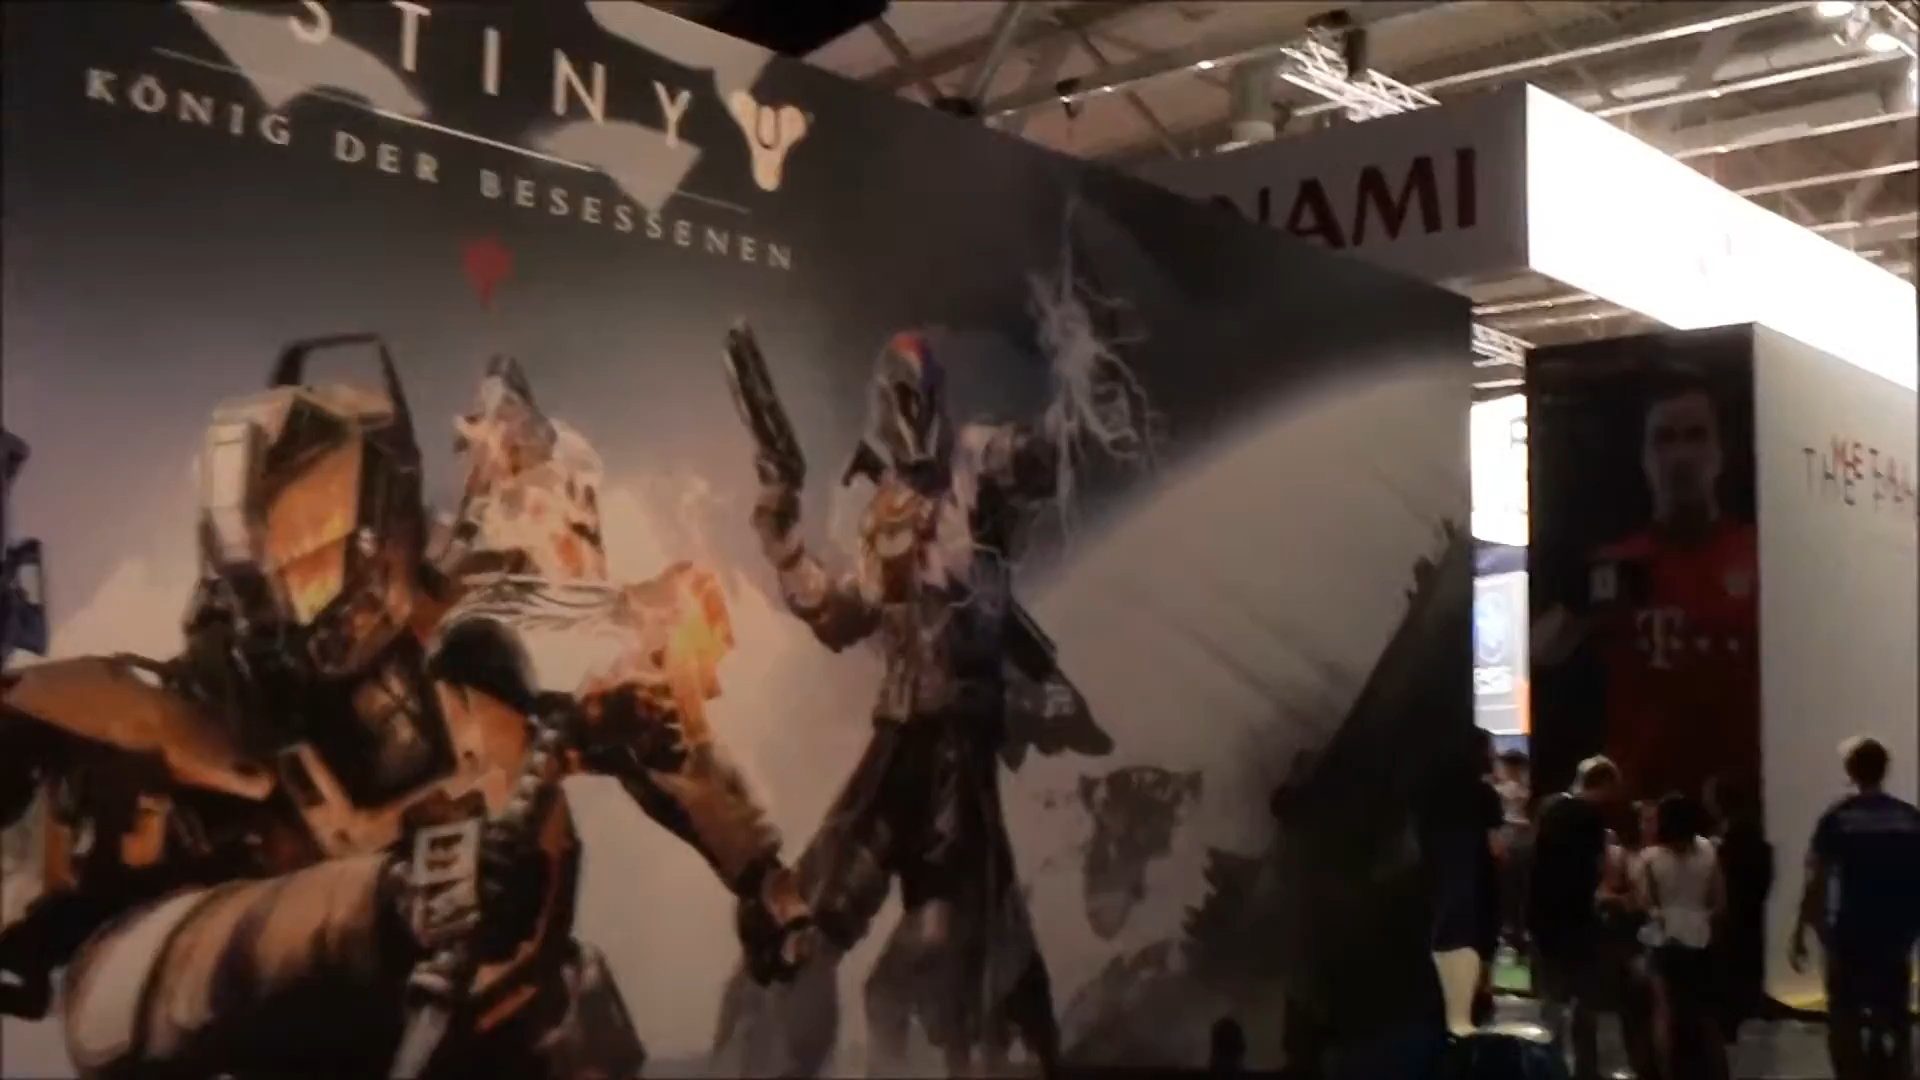 STINY
KÖNIG DER BESESSENEN
NAMI
T